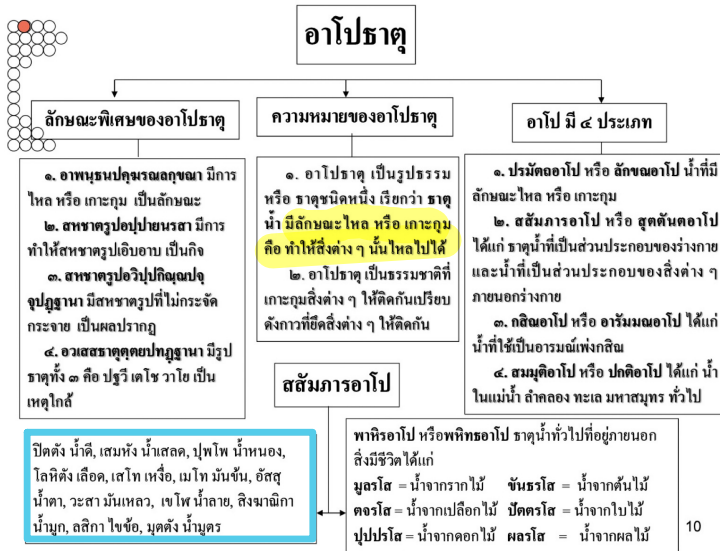 อาโปธาตุ
ลักษณะพิเศษของอาโปธาตุ
๑. อาพนฺธนปคฺฆรณลกฺขณา มีการ
ไหล หรือ เกาะกุม เป็นลักษณะ
๒. สหชาตรูปอปฺปายนรสา มีการ
ทำให้สหชาตรูปเอิบอาบ เป็นกิจ
๓. สหชาตรูปอวิปฺปกิณฺณปจฺ
จุปฏฺฐานา มีสหชาตรูปที่ไม่กระจัด
กระจาย เป็นผลปรากฏ
๔. อวเสสธาตุตฺตยปทฏฺฐานา มีรูป
ธาตุทั้ง ๓ คือ ปฐวี เตโช วาโย เป็น
เหตุใกล้
ความหมายของอาโปธาตุ
๑. อาโปธาตุ เป็นรูปธรรม
หรือ ธาตุชนิดหนึ่ง เรียกว่า ธาตุ
น้ำ มีลักษณะไหล หรือ เกาะกุม
คือ ทำให้สิ่งต่าง ๆ นั้นไหลไปได้
๒. อาโปธาตุ เป็นธรรมชาติที่
เกาะกุมสิ่งต่าง ๆ ให้ติดกันเปรียบ
ดังกาวที่ยึดสิ่งต่าง ๆ ให้ติดกัน
อาโป มี ๔ ประเภท
๑. ปรมัตถอาโป หรือ ลักขณอาโป น้ำที่มี
ลักษณะไหล หรือ เกาะกุม
๒. สสัมภารอาโป หรือ สุตตันตอาโป
ได้แก่ ธาตุน้ำที่เป็นส่วนประกอบของร่างกาย
และน้ำที่เป็นส่วนประกอบของสิ่งต่าง ๆ
ภายนอกร่างกาย
๓. กสิณอาโป หรือ อารัมมณอาโป ได้แก่
น้ำที่ใช้เป็นอารมณ์เพ่งกสิณ
๔. สมมุติอาโป หรือ ปกติอาโป ได้แก่ น้ำ
ในแม่น้ำ ลำคลอง ทะเล มหาสมุทร ทั่วไป
สสัมภารอาโป
ปิตตัง น้ำดี, เสมหัง น้ำเสลด, ปุพโพ น้ำหนอง,
โลหิตัง เลือด, เสโท เหงื่อ, เมโท มันข้น, อัสสุ
น้ำตา, วะสา มันเหลว, เขโฬ น้ำลาย, สิงฆาณิกา
น้ำมูก, ลสิกา ไขข้อ, มุตตัง น้ำมูตร
พาหิรอาโป หรือพหิทธอาโป ธาตุน้ำทั่วไปที่อยู่ภายนอก
สิ่งมีชีวิตได้แก่
มูลรโส = น้ำจากรากไม้ ขันธรโส = น้ำจากต้นไม้
ตจรโส = น้ำจากเปลือกไม้ ปัตตรโส = น้ำจากใบไม้
ปุปปรโส = น้ำจากดอกไม้ ผลรโส = น้ำจากผลไม้
10